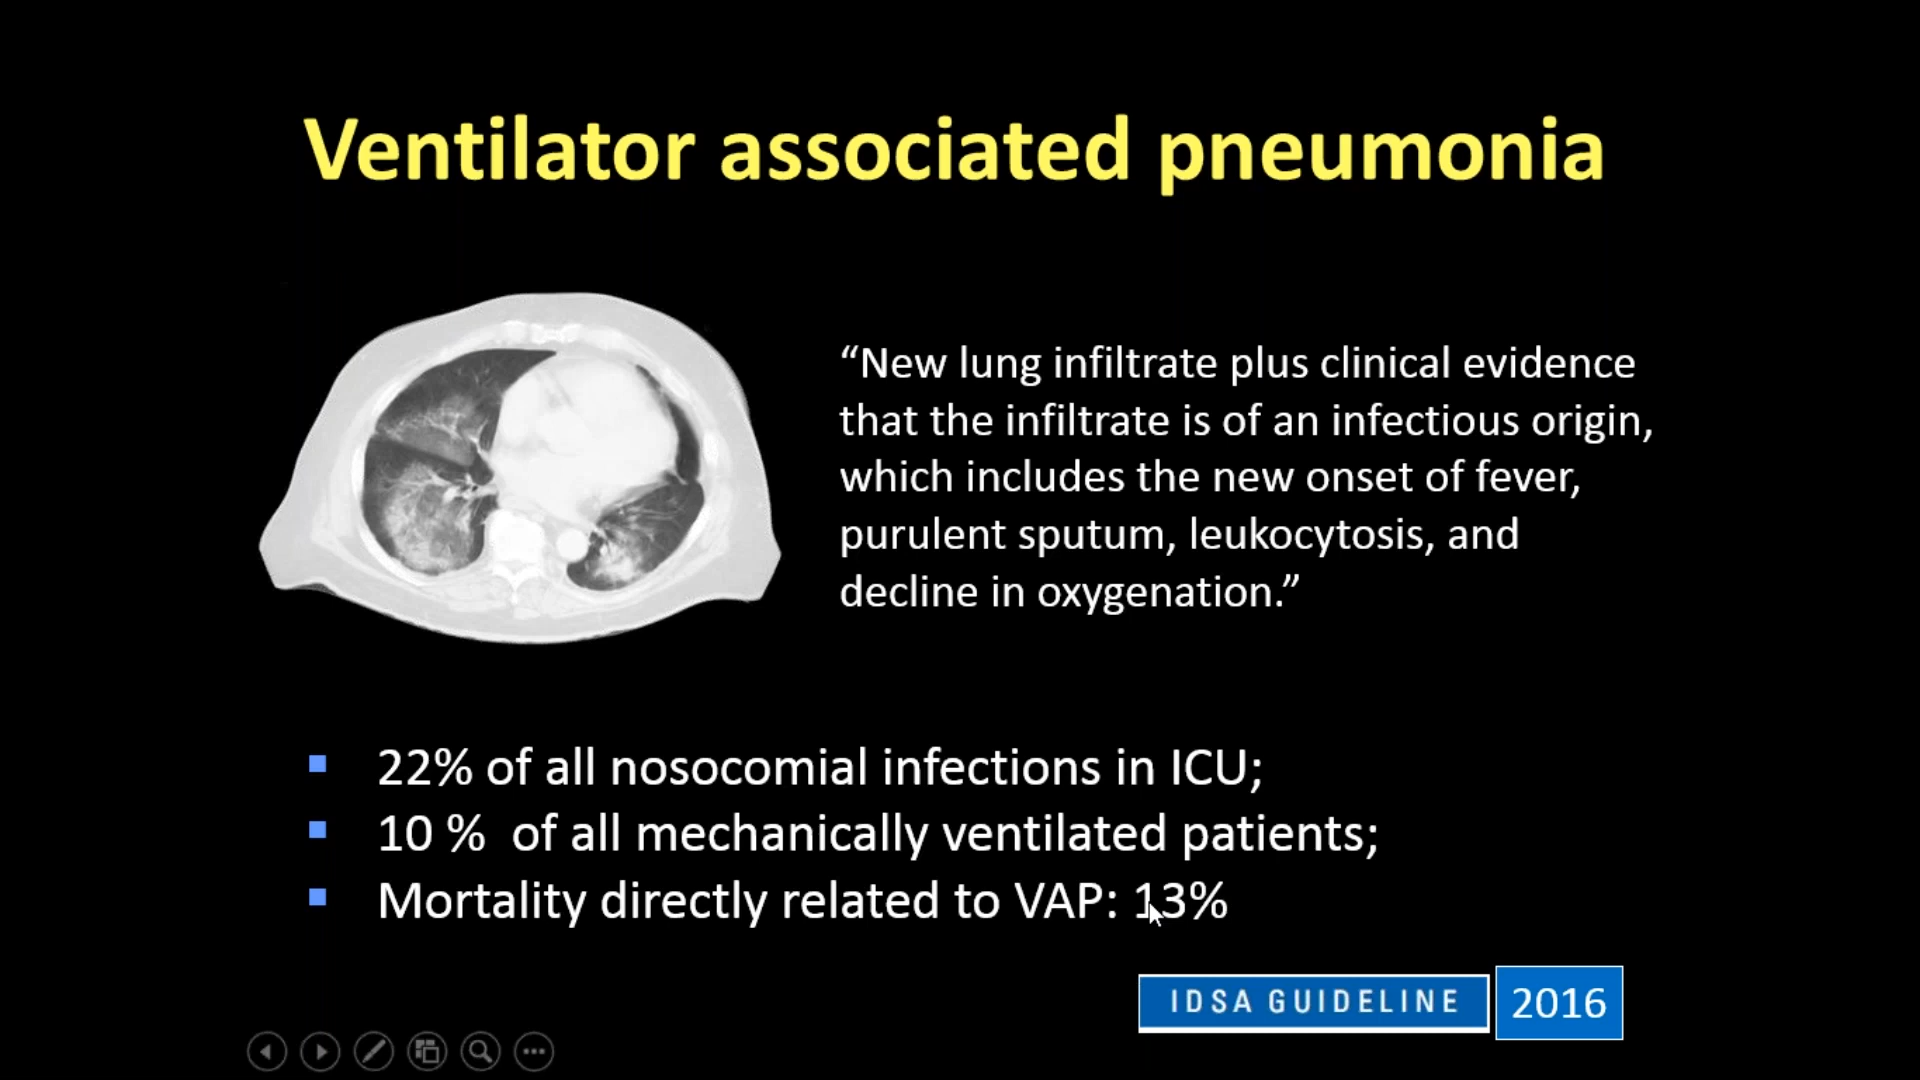 Ventilator associated pneumonia
“New lung infiltrate plus clinical evidence
that the infiltrate is of an infectious origin,
which includes the new onset of fever,
purulent sputum, leukocytosis, and
decline in oxygenation.”
22% of all nosocomial infections in ICU;
10 %  of all mechanically ventilated patients;
Mortality directly related to VAP: 13%
IDSA GUIDELINE 2016